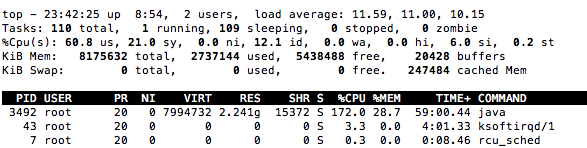 top - 23:42:25 up  8:54,  2 users,  load average: 11.59, 11.00, 10.15
Tasks: 110 total,   1 running, 109 sleeping,   0 stopped,   0 zombie
%Cpu(s): 60.8 us, 21.0 sy,  0.0 ni, 12.1 id,  0.0 wa,  0.0 hi,  6.0 si,  0.2 st
KiB Mem:   8175632 total,  2737144 used,  5438488 free,    20428 buffers
KiB Swap:        0 total,        0 used,        0 free.   247484 cached Mem
PID USER      PR  NI    VIRT    RES    SHR S  %CPU %MEM     TIME+ COMMAND
3492 root      20   0 7994732 2.241g  15372 S 172.0 28.7  59:00.44 java
43 root      20   0       0      0      0 S   3.3  0.0   4:01.33 ksoftirqd/1
7 root      20   0       0      0      0 S   0.3  0.0   0:08.46 rcu_sched